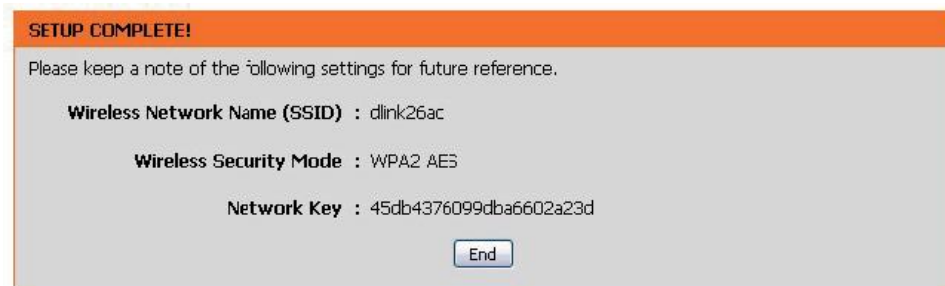 SETUP COMPLETE!
Please keep a note of the following settings for future reference.
Wireless Network Name (SSID) : dlink26ac
Wireless Security Mode : WPA2 AES
Network Key : 45db4376099dba6602a23d
End